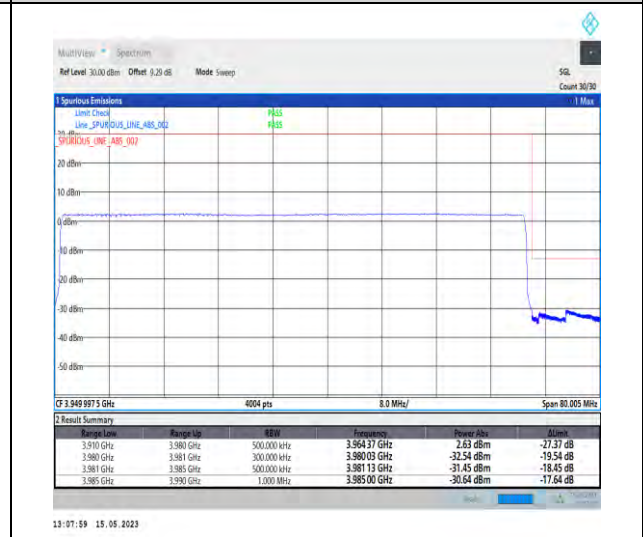 MultiView Spectrum
Ref Level 30.00 dBm Offset 9.29 dB Mode Sweep SGL
Count 30/30
1 Spurious Emissions 1 Max
Limit Check PASS
Line _SPURIOUS_LINE_ABS_002 PASS
_SPURIOUS_LINE_ABS_002
20 dBm
10 dBm
0 dBm
-10 dBm
-20 dBm
-30 dBm
-40 dBm
-50 dBm
CF 3.949 997 5 GHz 4004 pts 8.0 MHz/ Span 80.005 MHz
2 Result Summary
Range Low Range Up RBW Frequency Power Abs ΔLimit
3.910 GHz 3.980 GHz 500.000 kHz 3.964 37 GHz 2.63 dBm -27.37 dB
3.980 GHz 3.981 GHz 300.000 kHz 3.980 03 GHz -32.54 dBm -19.54 dB
3.981 GHz 3.985 GHz 500.000 kHz 3.981 13 GHz -31.45 dBm -18.45 dB
3.985 GHz 3.990 GHz 1.000 MHz 3.985 00 GHz -30.64 dBm -17.64 dB
13:07:59 15.05.2023